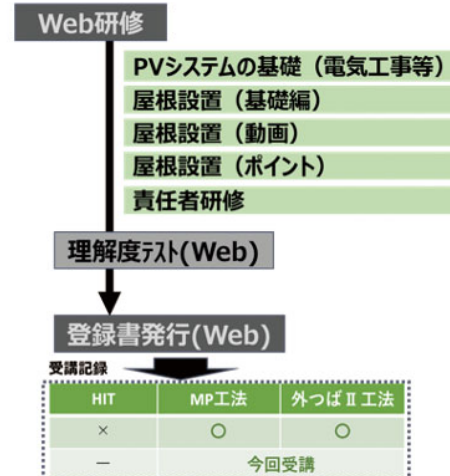 Web研修
PVシステムの基礎（電気工事等）
屋根設置（基礎編）
屋根設置（動画）
屋根設置（ポイント）
責任者研修
理解度テスト(Web)
登録書発行(Web)
受講記録
HIT MP工法 外つばⅡ工法
× 〇 〇
― 今回受講